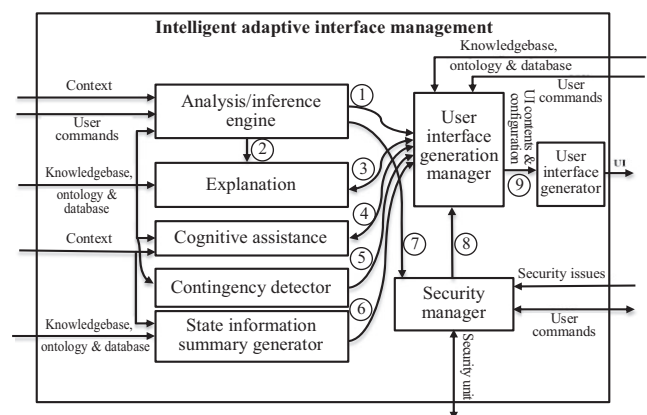 Intelligent adaptive interface management
Context
User
commands
Analysis/inference
engine
1
2
Knowledgebase,
ontology & database
User
commands
User
interface
generation
manager
UI contents &
configuration
9
User
interface
generator
UI
3
Knowledgebase,
ontology &
database
Explanation
4
Context
Cognitive assistance
5
7
8
Contingency detector
6
Knowledgebase,
ontology &
database
State information
summary generator
Security
manager
Security issues
User
commands
Security unit